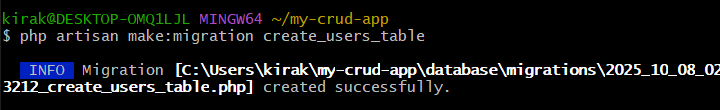 kirak@DESKTOP-OMQ1LJL MINGW64 ~/my-crud-app
$ php artisan make:migration create_users_table
INFO Migration [C:\Users\kirak\my-crud-app\database\migrations\2025_10_08_02
3212_create_users_table.php] created successfully.